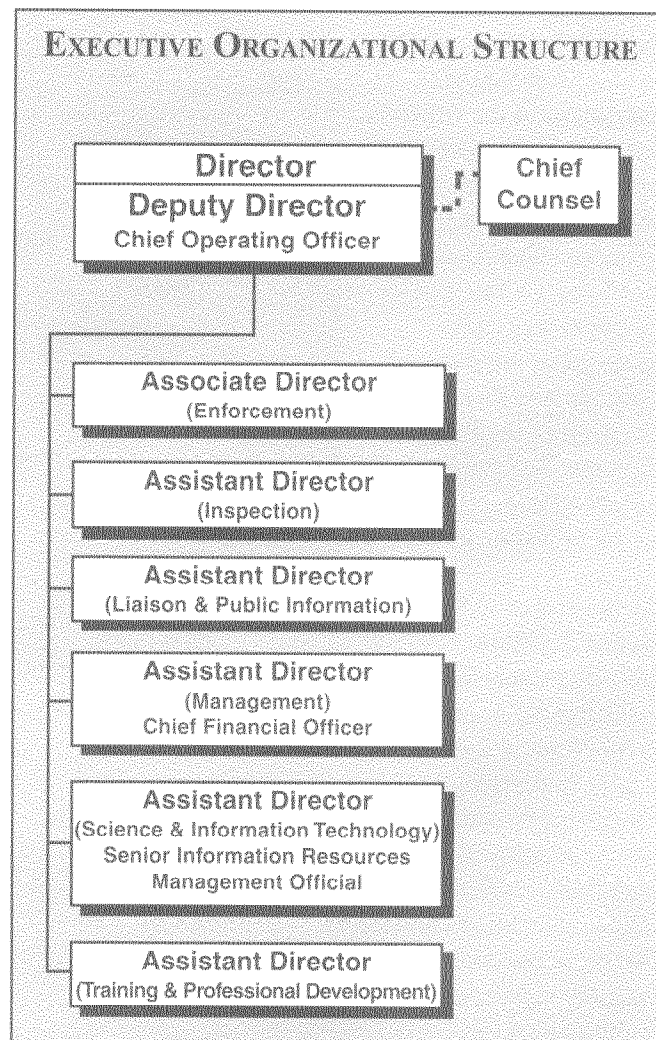 EXECUTIVE ORGANIZATIONAL STRUCTURE
Director
Deputy Director
Chief Operating Officer
Chief
Counsel
Associate Director
(Enforcement)
Assistant Director
(Inspection)
Assistant Director
(Liaison & Public Information)
Assistant Director
(Management)
Chief Financial Officer
Assistant Director
(Science & Information Technology)
Senior Information Resources
Management Official
Assistant Director
(Training & Professional Development)